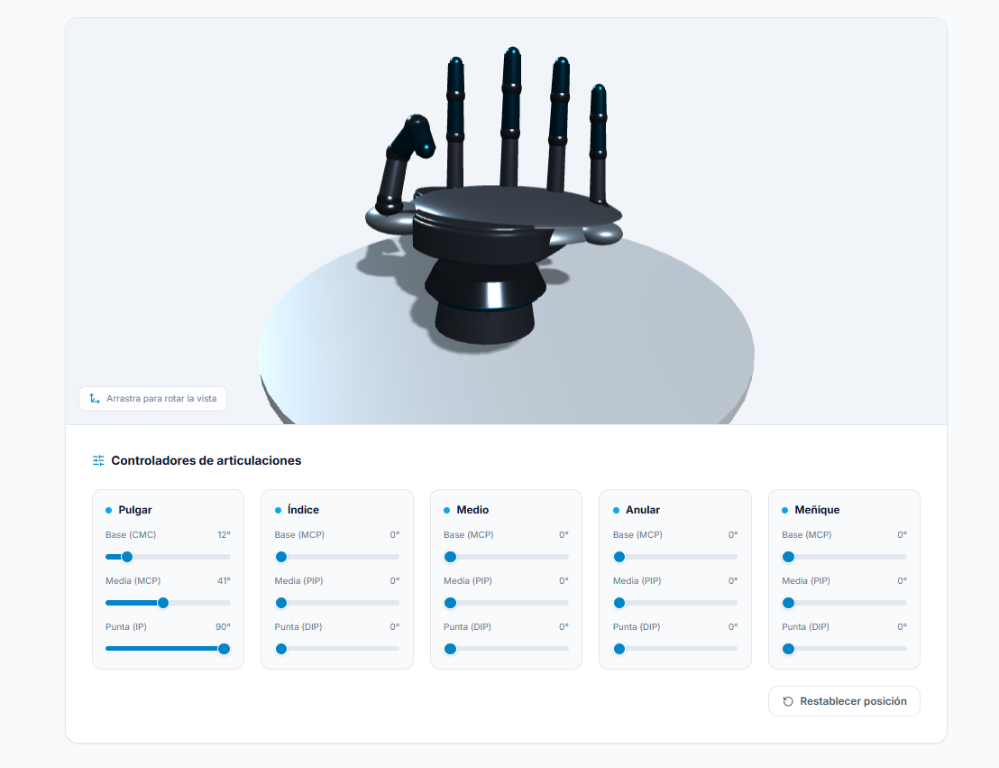 Arrastra para rotar la vista
Controladores de articulaciones
Pulgar
Base (CMC) 12°
Media (MCP) 41°
Punta (IP) 90°
Índice
Base (MCP) 0°
Media (PIP) 0°
Punta (DIP) 0°
Medio
Base (MCP) 0°
Media (PIP) 0°
Punta (DIP) 0°
Anular
Base (MCP) 0°
Media (PIP) 0°
Punta (DIP) 0°
Meñique
Base (MCP) 0°
Media (PIP) 0°
Punta (DIP) 0°
Restablecer posición